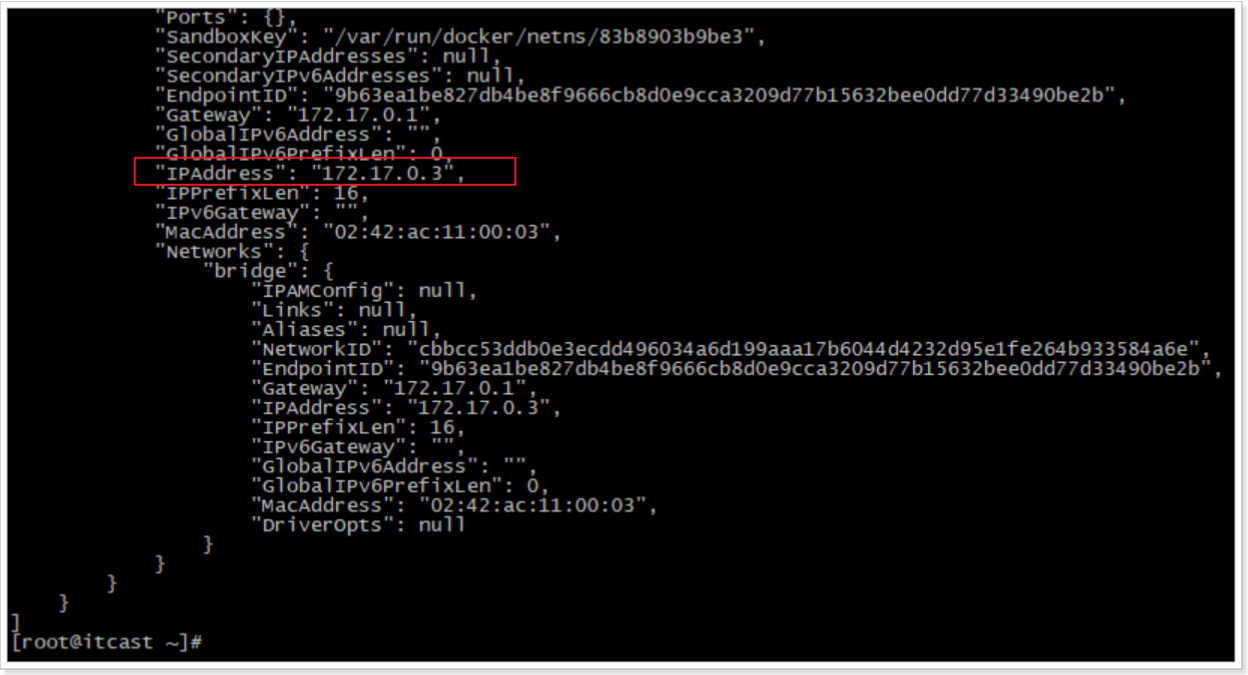 "Ports": {},
"SandboxKey": "/var/run/docker/netns/83b8903b9be3",
"SecondaryIPAddresses": null,
"SecondaryIPv6Addresses": null,
"EndpointID": "9b63ea1be827db4be8f9666cb8d0e9cca3209d77b15632bee0dd77d33490be2b",
"Gateway": "172.17.0.1",
"GlobalIPv6Address": "",
"GlobalIPv6PrefixLen": 0,
"IPAddress": "172.17.0.3",
"IPPrefixLen": 16,
"IPv6Gateway": "",
"MacAddress": "02:42:ac:11:00:03",
"Networks": {
"bridge": {
"IPAMConfig": null,
"Links": null,
"Aliases": null,
"NetworkID": "cbbcc53ddb0e3ecdd496034a6d199aaa17b6044d4232d95e1fe264b933584a6e",
"EndpointID": "9b63ea1be827db4be8f9666cb8d0e9cca3209d77b15632bee0dd77d33490be2b",
"Gateway": "172.17.0.1",
"IPAddress": "172.17.0.3",
"IPPrefixLen": 16,
"IPv6Gateway": "",
"GlobalIPv6Address": "",
"GlobalIPv6PrefixLen": 0,
"MacAddress": "02:42:ac:11:00:03",
"DriverOpts": null
}
}
}
}
]
[root@itcast ~]#